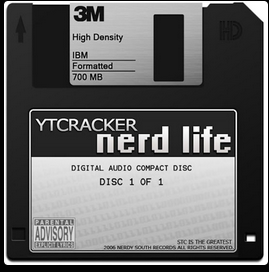 3M
HD
High Density
IBM
Formatted
700 MB
YTCRACKER
nerd life
DIGITAL AUDIO COMPACT DISC
DISC 1 OF 1
PARENTAL
ADVISORY
EXPLICIT LYRICS
STC IS THE GREATEST
2006 NERDY SOUTH RECORDS ALL RIGHTS RESERVED